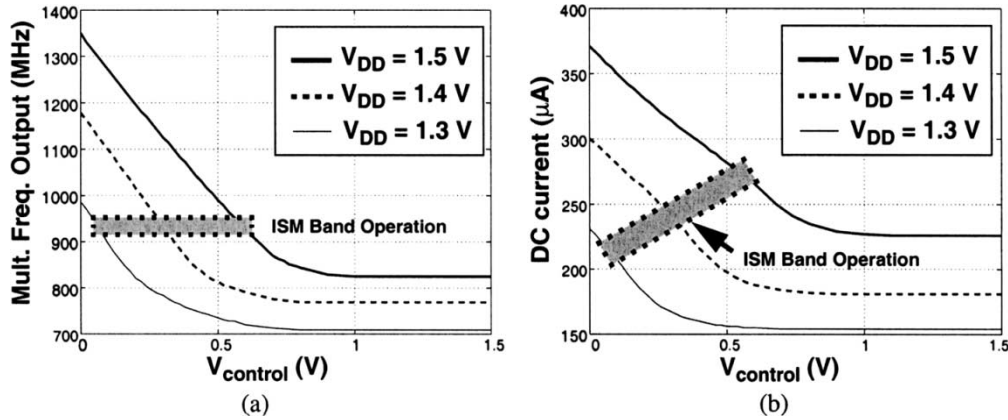 Mult. Freq. Output (MHz)
1400
1300
1200
1100
1000
900
800
700
V_DD = 1.5 V
V_DD = 1.4 V
V_DD = 1.3 V
ISM Band Operation
0
0.5
1
1.5
V_control (V)
(a)
DC current (μA)
400
350
300
250
200
150
V_DD = 1.5 V
V_DD = 1.4 V
V_DD = 1.3 V
ISM Band Operation
0
0.5
1
1.5
V_control (V)
(b)